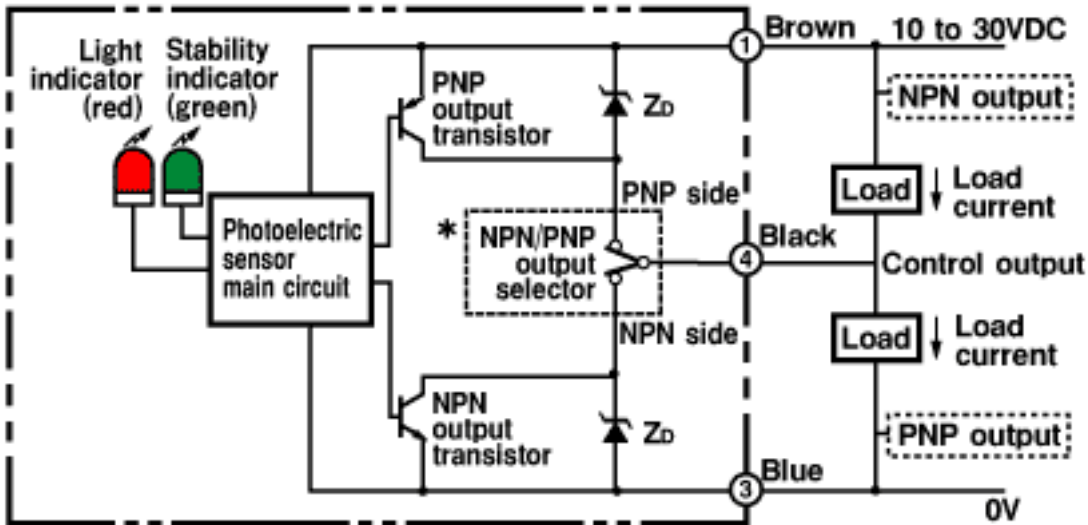 Light
indicator
(red)
Stability
indicator
(green)
PNP
output
transistor
ZD
1
Brown
10 to 30VDC
NPN output
Load
Load
current
PNP side
*
NPN/PNP
output
selector
Photoelectric
sensor
main circuit
4
Black
Control output
NPN side
Load
Load
current
NPN
output
transistor
ZD
PNP output
3
Blue
0V